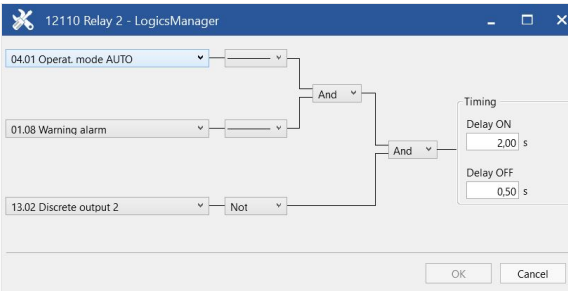 12110 Relay 2 - LogicsManager
04.01 Operat. mode AUTO
And
01.08 Warning alarm
And
13.02 Discrete output 2
Not
Timing
Delay ON
2,00 s
Delay OFF
0,50 s
OK
Cancel